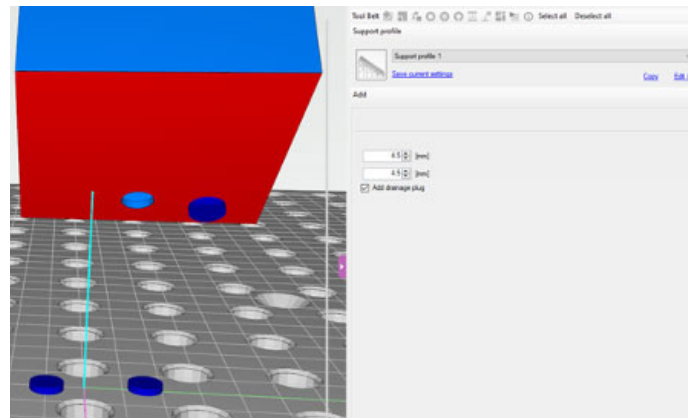 Tool Belt Select all Deselect all
Support profile
Support profile 1
Save current settings Copy Edit
Add
4.5 [mm]
4.5 [mm]
Add drainage plug